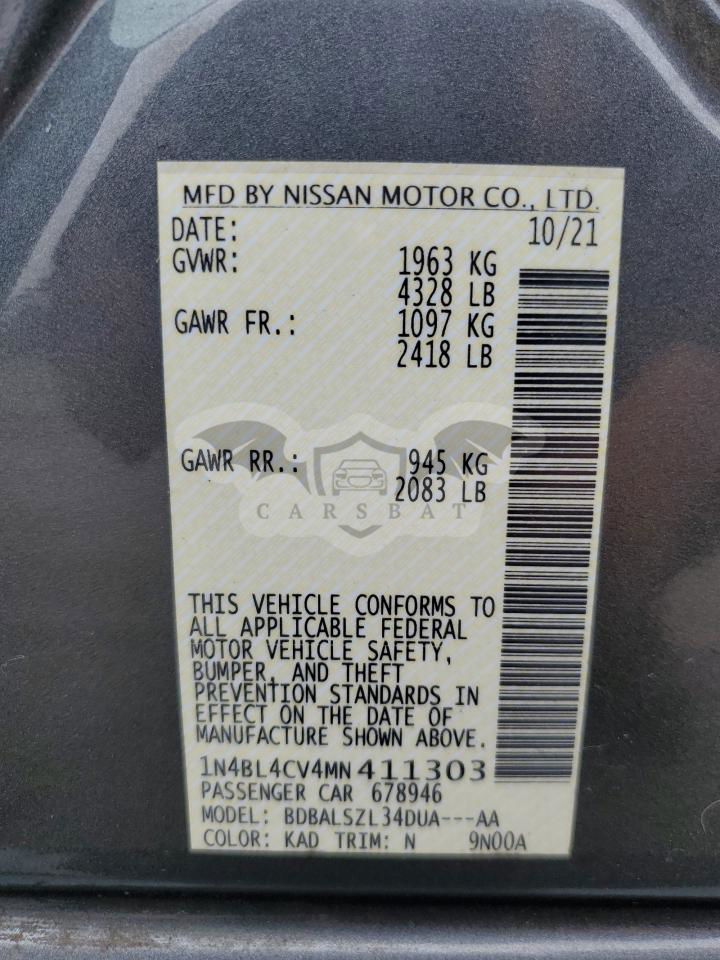 MFD BY NISSAN MOTOR CO., LTD.
DATE: 10/21
GVWR: 1963 KG
4328 LB
GAWR FR.: 1097 KG
2418 LB
GAWR RR.: 945 KG
2083 LB
CARSBAT
THIS VEHICLE CONFORMS TO
ALL APPLICABLE FEDERAL
MOTOR VEHICLE SAFETY,
BUMPER, AND THEFT
PREVENTION STANDARDS IN
EFFECT ON THE DATE OF
MANUFACTURE SHOWN ABOVE.
1N4BL4CV4MN411303
PASSENGER CAR 678946
MODEL: BDBALSZL34DUA---AA
COLOR: KAD TRIM: N 9N00A